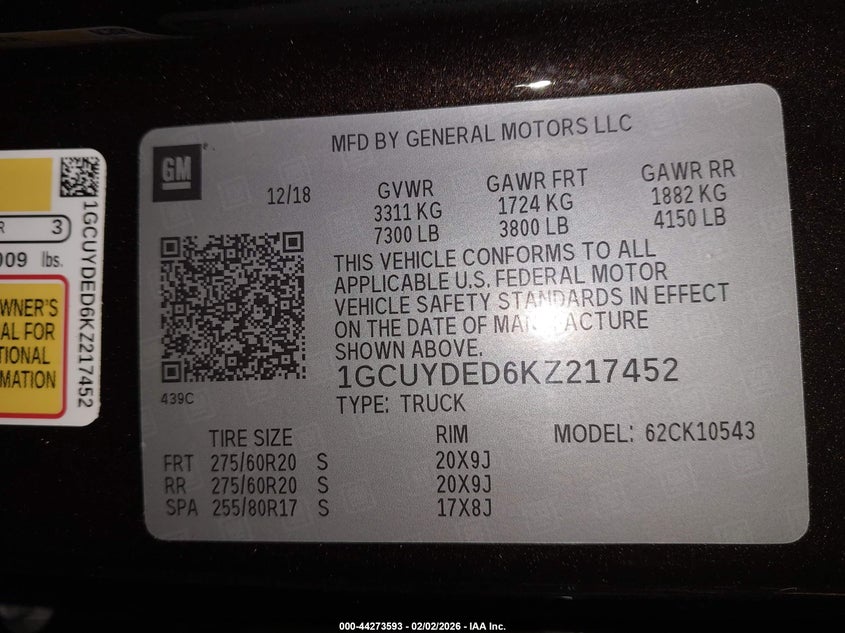 MFD BY GENERAL MOTORS LLC
GM
12/18
GVWR
3311 KG
7300 LB
GAWR FRT
1724 KG
3800 LB
GAWR RR
1882 KG
4150 LB
THIS VEHICLE CONFORMS TO ALL
APPLICABLE U.S. FEDERAL MOTOR
VEHICLE SAFETY STANDARDS IN EFFECT
ON THE DATE OF MANUFACTURE
SHOWN ABOVE.
1GCUYDED6KZ217452
TYPE: TRUCK
439C
TIRE SIZE RIM MODEL: 62CK10543
FRT 275/60R20 S 20X9J
RR 275/60R20 S 20X9J
SPA 255/80R17 S 17X8J
R 3
009 lbs.
WNER'S
AL FOR
TIONAL
MATION
1GCUYDED6KZ217452
000-44273593 - 02/02/2026 - IAA Inc.